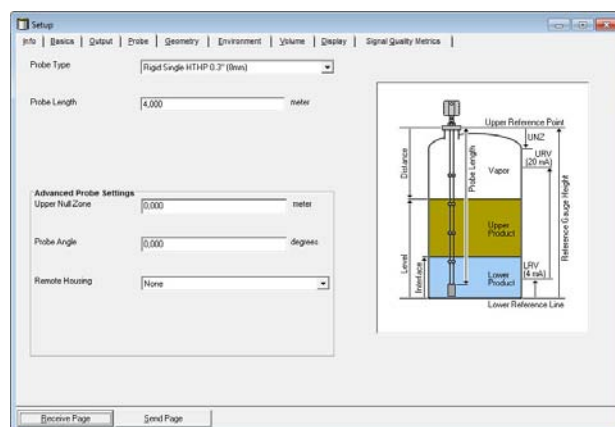 Setup
Info Basics Output Probe Geometry Environment Volume Display Signal Quality Metrics
Probe Type
Rigid Single HTHP 0.3" (8mm)
Probe Length
4,000
meter
Advanced Probe Settings
Upper Null Zone
0,000
meter
Probe Angle
0,000
degrees
Remote Housing
None
Upper Reference Point
UNZ
URV
(20 mA)
Distance
Probe Length
Vapor
Reference Gauge Height
Upper
Product
Level
Interface
Lower
Product
LRV
(4 mA)
Lower Reference Line
Receive Page
Send Page